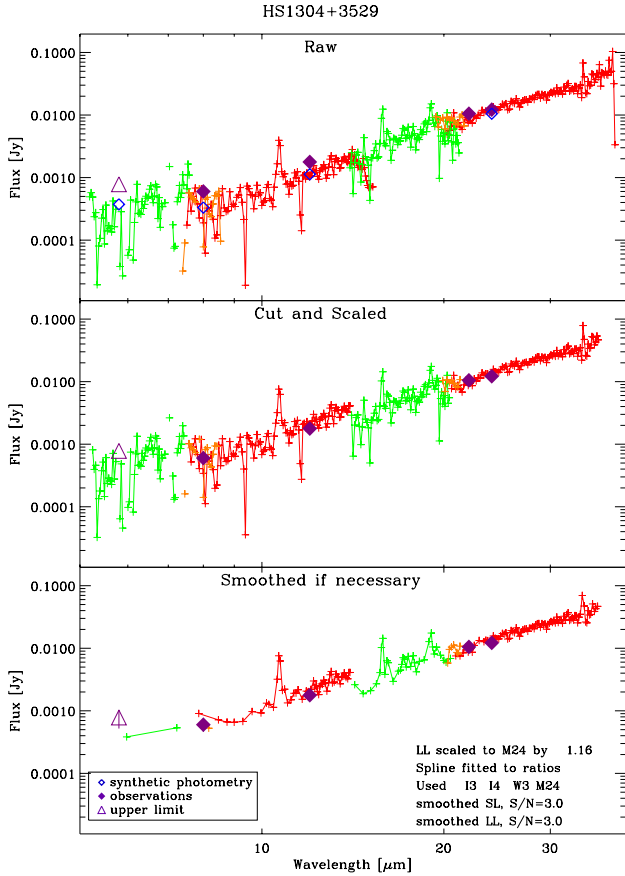 HS1304+3529
Raw
0.1000
0.0100
0.0010
0.0001
Flux [Jy]
Cut and Scaled
0.1000
0.0100
0.0010
0.0001
Flux [Jy]
Smoothed if necessary
0.1000
0.0100
0.0010
0.0001
Flux [Jy]
LL scaled to M24 by 1.16
Spline fitted to ratios
Used I3 I4 W3 M24
smoothed SL, S/N=3.0
smoothed LL, S/N=3.0
synthetic photometry
observations
upper limit
10 20 30
Wavelength [μm]